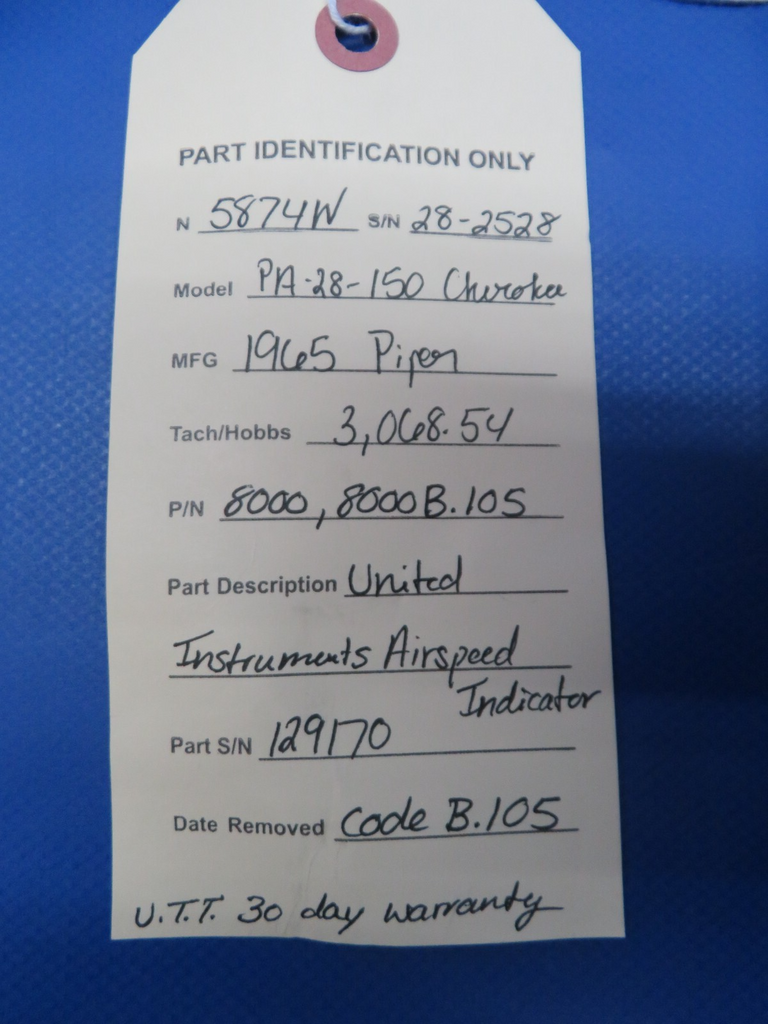 PART IDENTIFICATION ONLY
N 5874W S/N 28-2528
Model PA-28-150 Cherokee
MFG 1965 Piper
Tach/Hobbs 3,068.54
P/N 8000, 8000B.105
Part Description United
Instruments Airspeed
Indicator
Part S/N 129170
Date Removed Code B.105
U.T.T. 30 day warranty